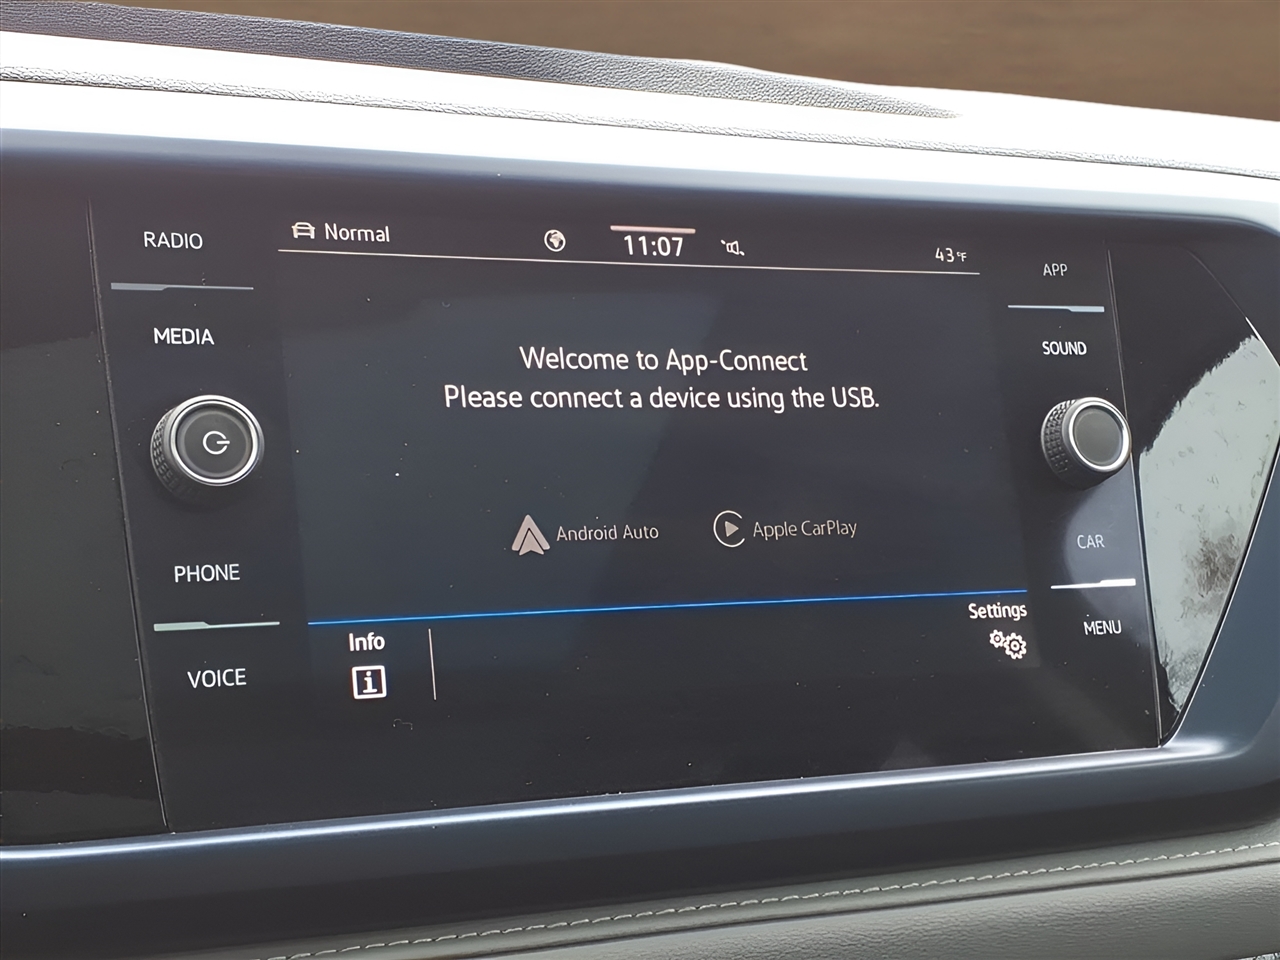 RADIO
MEDIA
PHONE
VOICE
Normal
11:07
43°F
Welcome to App-Connect
Please connect a device using the USB.
Android Auto
Apple CarPlay
Info
i
Settings
APP
SOUND
CAR
MENU